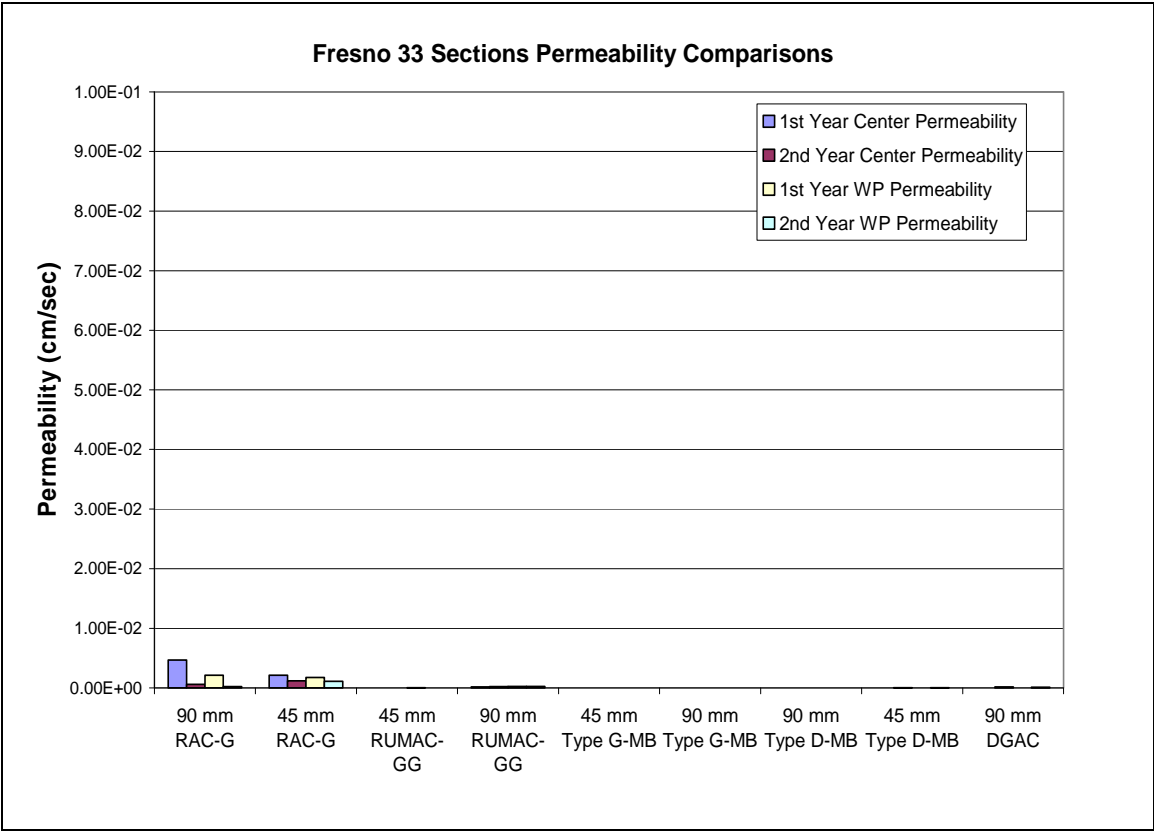 Fresno 33 Sections Permeability Comparisons
1.00E-01
9.00E-02
8.00E-02
7.00E-02
6.00E-02
5.00E-02
4.00E-02
3.00E-02
2.00E-02
1.00E-02
0.00E+00
Permeability (cm/sec)
1st Year Center Permeability
2nd Year Center Permeability
1st Year WP Permeability
2nd Year WP Permeability
90 mm
RAC-G
45 mm
RAC-G
45 mm
RUMAC-
GG
90 mm
RUMAC-
GG
45 mm
Type G-MB
90 mm
Type G-MB
90 mm
Type D-MB
45 mm
Type D-MB
90 mm
DGAC